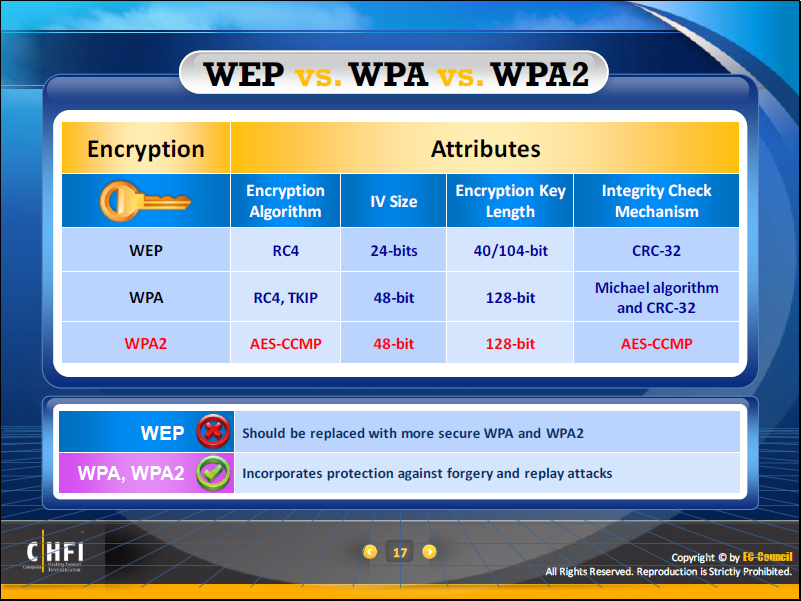 WEP vs. WPA vs. WPA2
Encryption
Attributes
Encryption Algorithm
IV Size
Encryption Key Length
Integrity Check Mechanism
WEP
RC4
24-bits
40/104-bit
CRC-32
WPA
RC4, TKIP
48-bit
128-bit
Michael algorithm and CRC-32
WPA2
AES-CCMP
48-bit
128-bit
AES-CCMP
WEP
Should be replaced with more secure WPA and WPA2
WPA, WPA2
Incorporates protection against forgery and replay attacks
CHFI
Computer Hacking Forensic
INVESTIGATOR
17
Copyright © by EC-Council
All Rights Reserved. Reproduction is Strictly Prohibited.